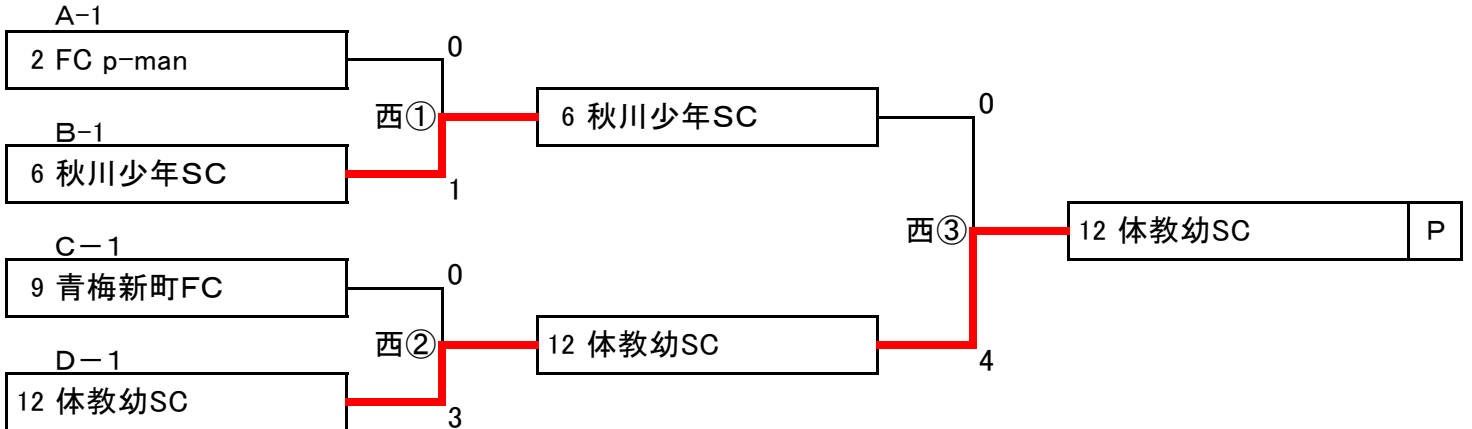 A-1
2 FC p-man
0
西①
6 秋川少年SC
0
B-1
6 秋川少年SC
1
西③
12 体教幼SC
P
C-1
9 青梅新町FC
0
西②
12 体教幼SC
4
D-1
12 体教幼SC
3